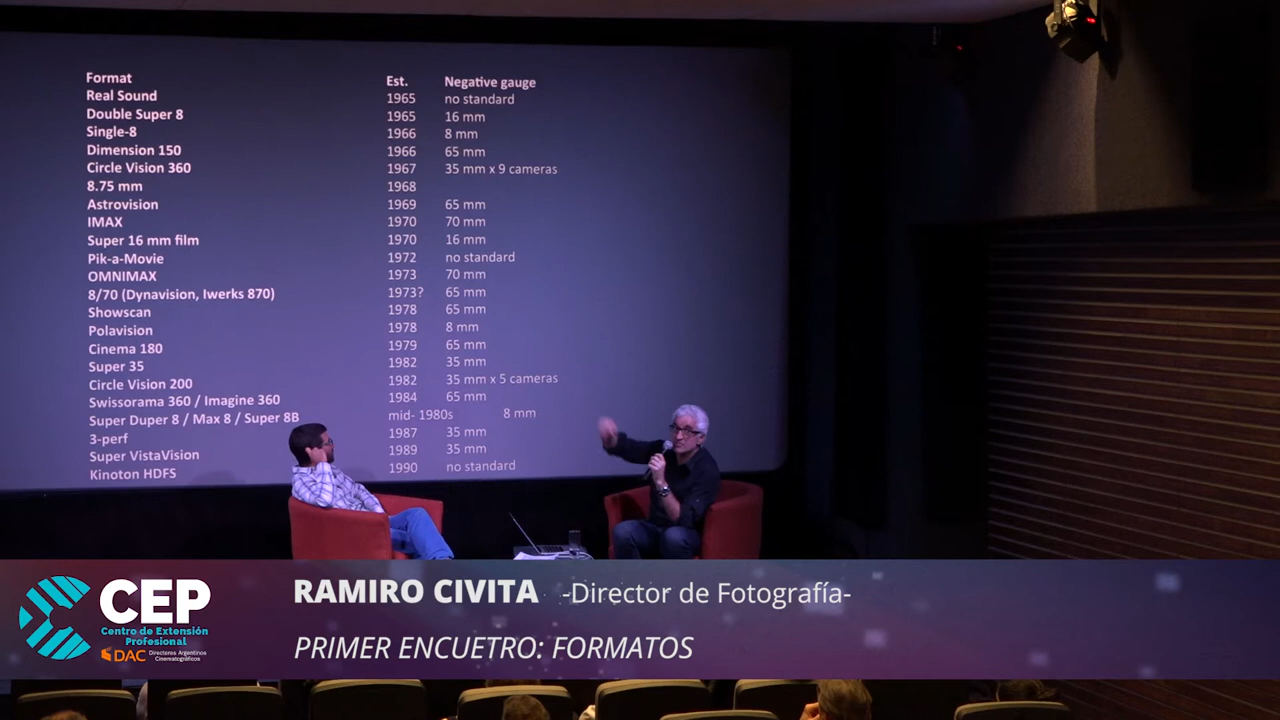 Format Est. Negative gauge
Real Sound 1965 no standard
Double Super 8 1965 16 mm
Single-8 1966 8 mm
Dimension 150 1966 65 mm
Circle Vision 360 1967 35 mm x 9 cameras
8.75 mm 1968
Astrovision 1969 65 mm
IMAX 1970 70 mm
Super 16 mm film 1970 16 mm
Pik-a-Movie 1972 no standard
OMNIMAX 1973 70 mm
8/70 (Dynavision, Iwerks 870) 1973? 65 mm
Showscan 1978 65 mm
Polavision 1978 8 mm
Cinema 180 1979 65 mm
Super 35 1982 35 mm
Circle Vision 200 1982 35 mm x 5 cameras
Swissorama 360 / Imagine 360 1984 65 mm
Super Duper 8 / Max 8 / Super 8B mid- 1980s 8 mm
3-perf 1987 35 mm
Super VistaVision 1989 35 mm
Kinoton HDFS 1990 no standard
CEP
Centro de Extensión
Profesional
DAC Directores Argentinos
Cinematográficos
RAMIRO CIVITA -Director de Fotografía-
PRIMER ENCUETRO: FORMATOS